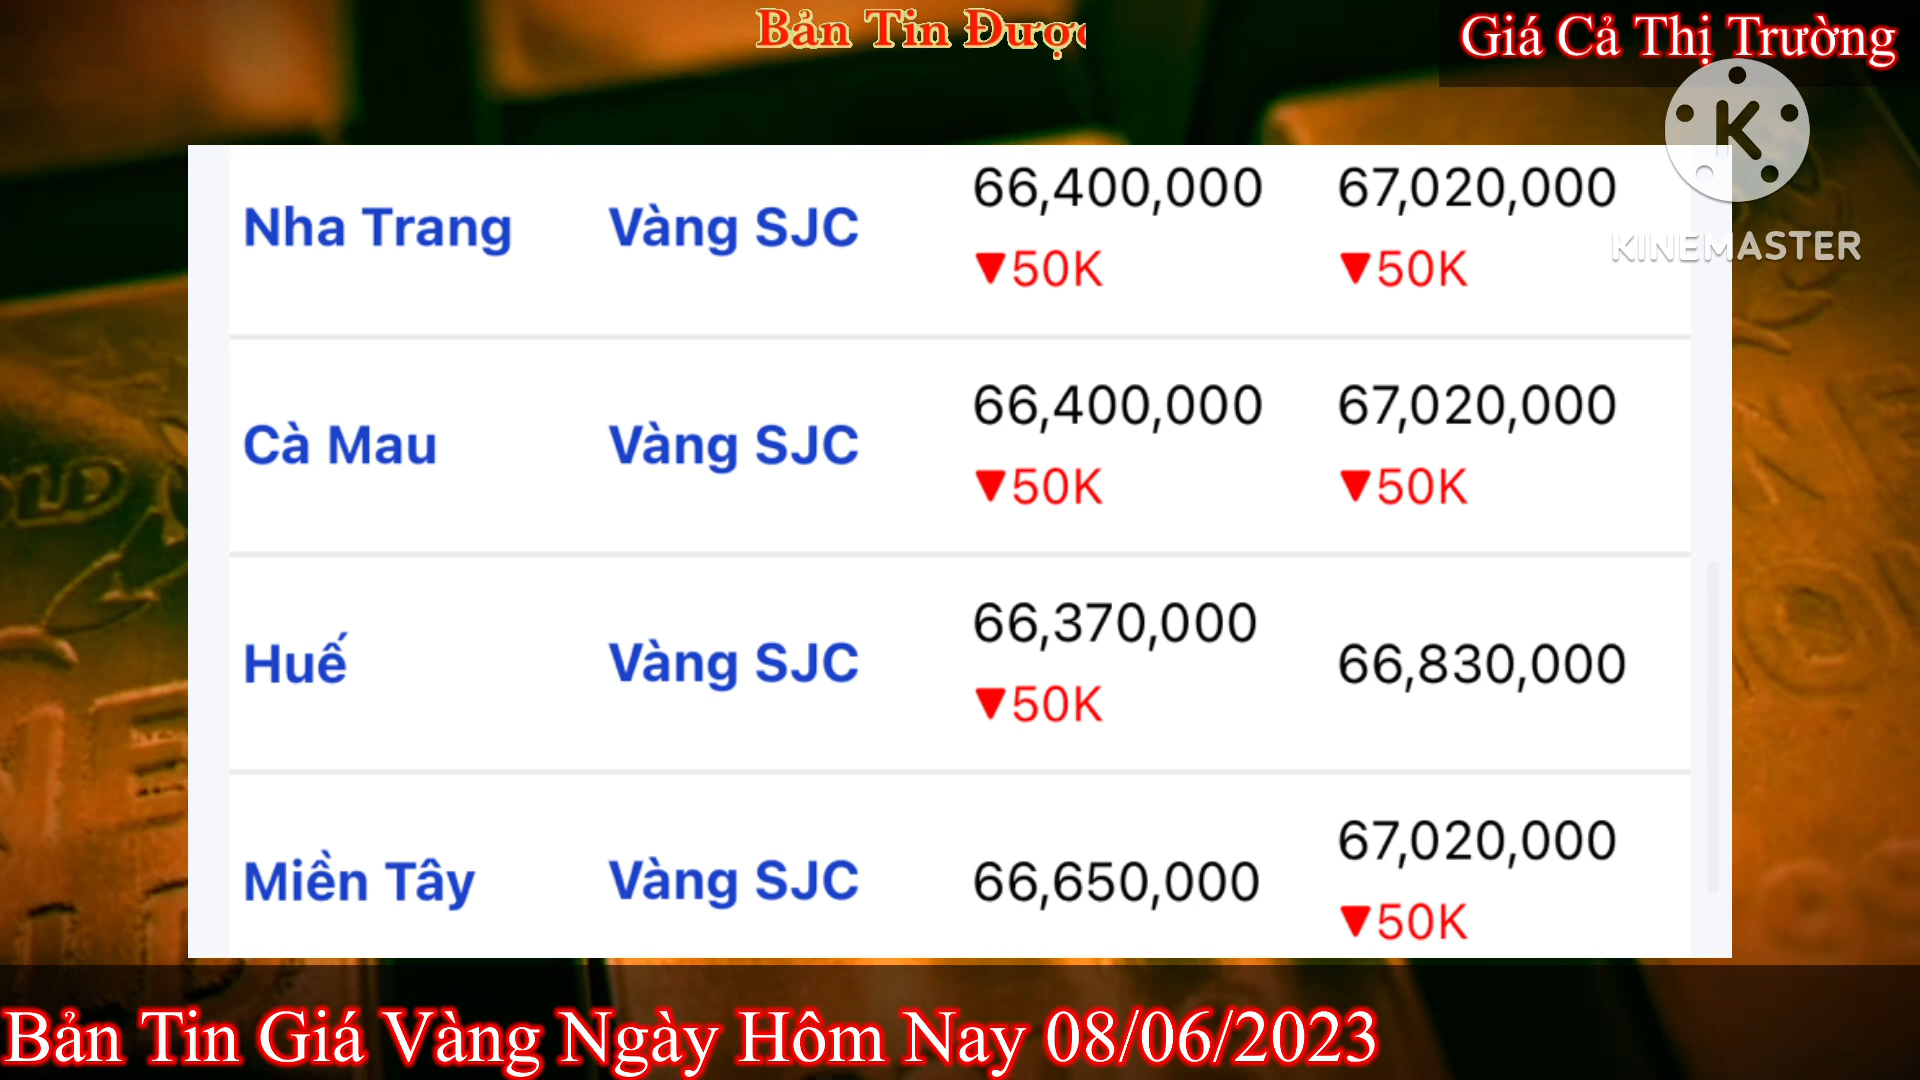 Bản Tin Được
Giá Cả Thị Trường
K
KINEMASTER
Nha Trang Vàng SJC 66,400,000 67,020,000
▼50K ▼50K
Cà Mau Vàng SJC 66,400,000 67,020,000
▼50K ▼50K
Huế Vàng SJC 66,370,000 66,830,000
▼50K
Miền Tây Vàng SJC 66,650,000 67,020,000
▼50K
Bản Tin Giá Vàng Ngày Hôm Nay 08/06/2023